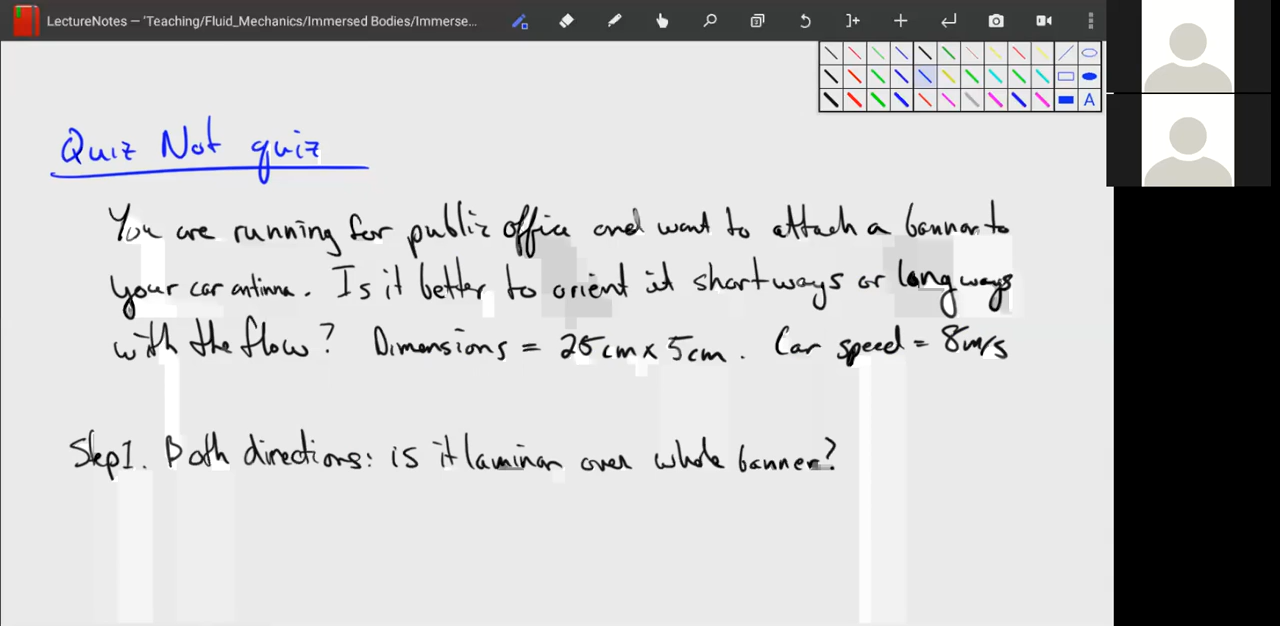 LectureNotes — 'Teaching/Fluid_Mechanics/Immersed Bodies/Immerse...
A
Quiz Not quiz
You are running for public office and want to attach a banner to
your car antinna. Is it better to orient it shortways or longways
with the flow? Dimensions = 25cm x 5cm. Car speed = 8m/s
Step1. Both directions: is it laminar over whole banner?